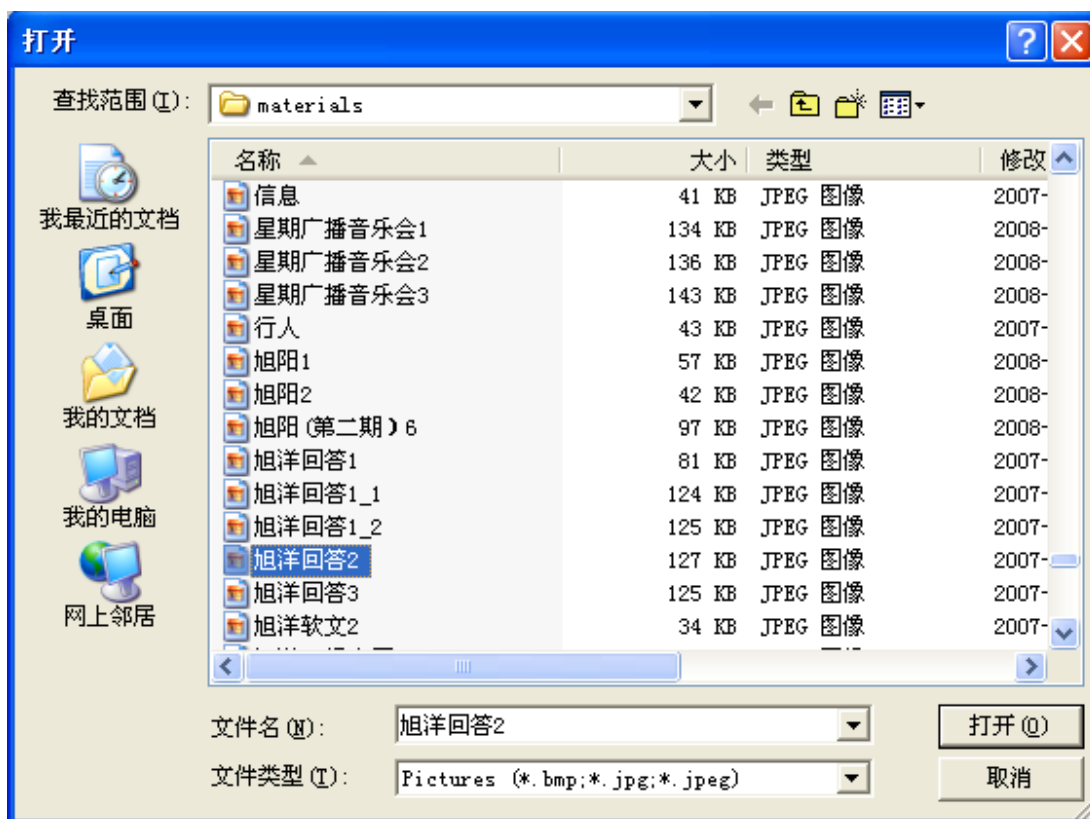 打开
查找范围(I): materials
名称 大小 类型 修改
信息 41 KB JPEG 图像 2007-
星期广播音乐会1 134 KB JPEG 图像 2008-
星期广播音乐会2 136 KB JPEG 图像 2008-
星期广播音乐会3 143 KB JPEG 图像 2008-
行人 43 KB JPEG 图像 2007-
旭阳1 57 KB JPEG 图像 2008-
旭阳2 42 KB JPEG 图像 2008-
旭阳(第二期)6 97 KB JPEG 图像 2008-
旭洋回答1 81 KB JPEG 图像 2007-
旭洋回答1_1 124 KB JPEG 图像 2007-
旭洋回答1_2 125 KB JPEG 图像 2007-
旭洋回答2 127 KB JPEG 图像 2007-
旭洋回答3 125 KB JPEG 图像 2007-
旭洋软文2 34 KB JPEG 图像 2007-
我最近的文档
桌面
我的文档
我的电脑
网上邻居
文件名(N): 旭洋回答2 打开(O)
文件类型(T): Pictures (*.bmp;*.jpg;*.jpeg) 取消